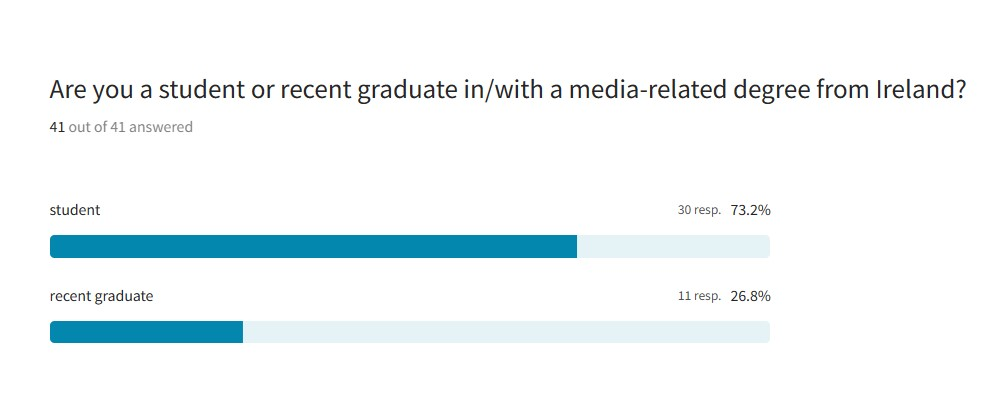 Are you a student or recent graduate in/with a media-related degree from Ireland?
41 out of 41 answered
student 30 resp. 73.2%
recent graduate 11 resp. 26.8%